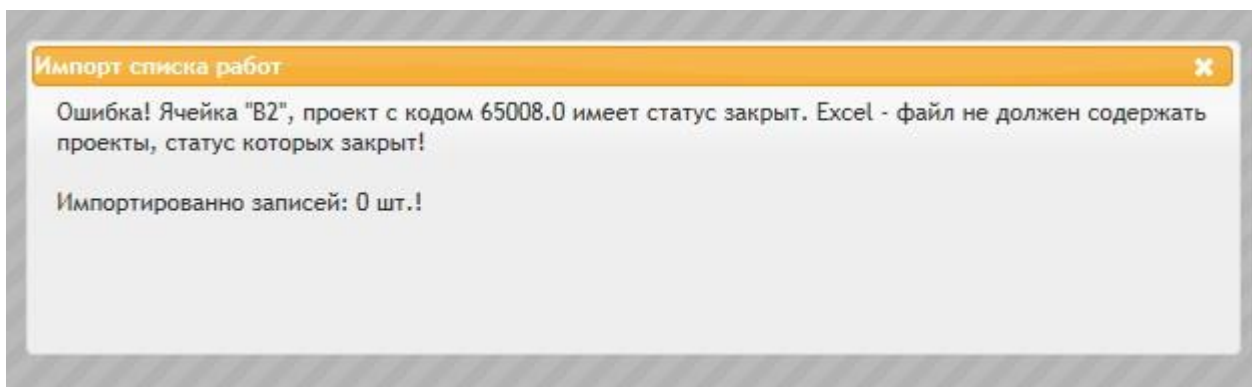 Импорт списка работ
Ошибка! Ячейка "B2", проект с кодом 65008.0 имеет статус закрыт. Excel - файл не должен содержать
проекты, статус которых закрыт!
Импортированно записей: 0 шт.!